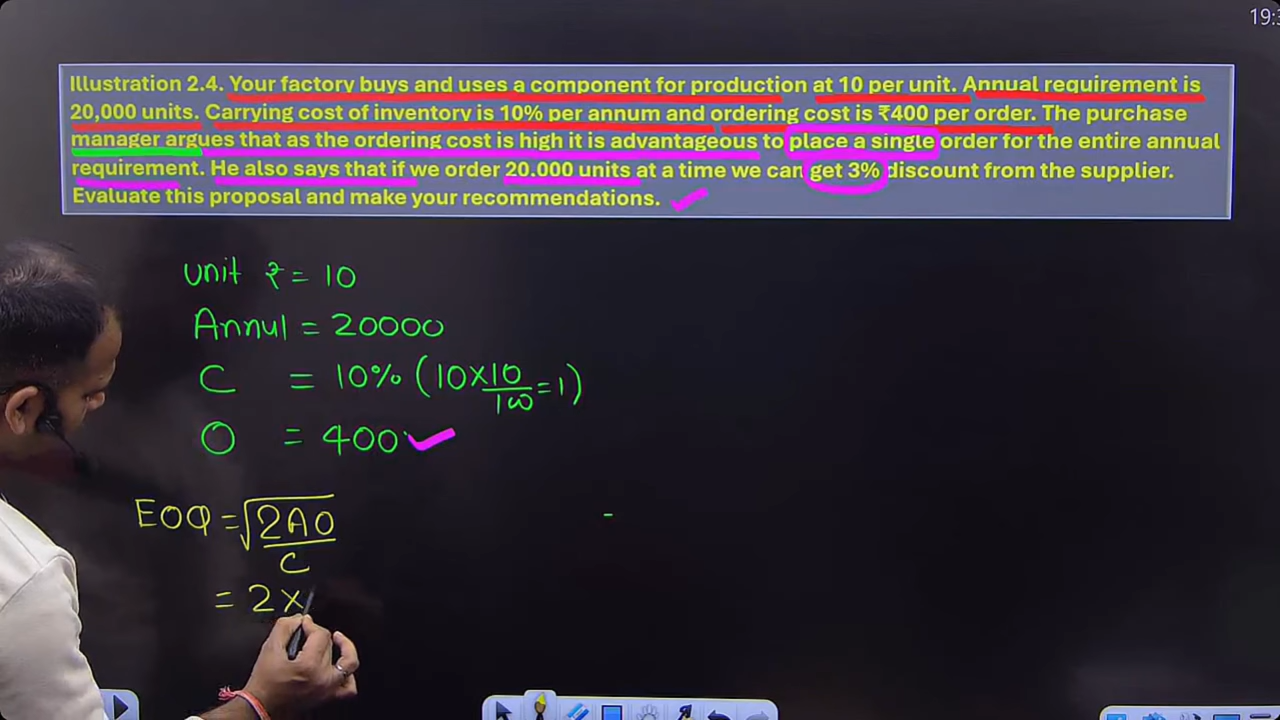 19:3
Illustration 2.4. Your factory buys and uses a component for production at 10 per unit. Annual requirement is
20,000 units. Carrying cost of inventory is 10% per annum and ordering cost is ₹400 per order. The purchase
manager argues that as the ordering cost is high it is advantageous to place a single order for the entire annual
requirement. He also says that if we order 20.000 units at a time we can get 3% discount from the supplier.
Evaluate this proposal and make your recommendations.
unit ₹ = 10
Annul = 20000
C = 10% (10×10/100=1)
O = 400
EOQ = √2AO/C
= 2×